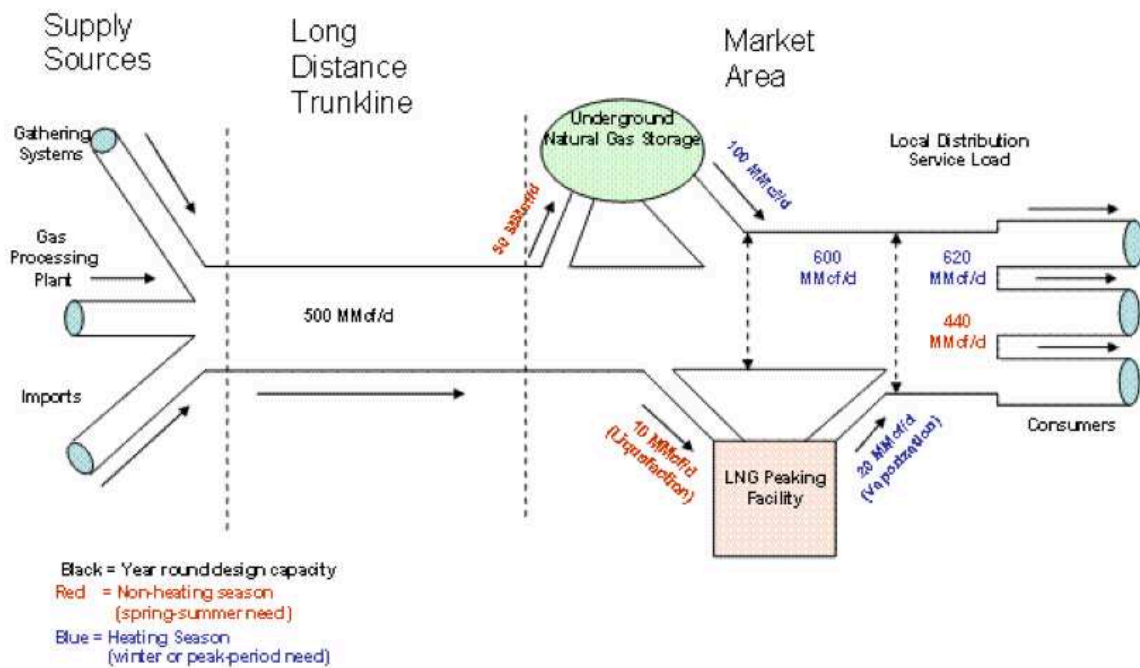 Supply
Sources
Long
Distance
Trunkline
Market
Area
Gathering
Systems
Gas
Processing
Plant
Imports
500 MMcf/d
50 MMcf/d
Underground
Natural Gas Storage
100 MMcf/d
Local Distribution
Service Load
600
MMcf/d
620
MMcf/d
440
MMcf/d
10 MMcf/d
(Liquefaction)
LNG Peaking
Facility
20 MMcf/d
(Vaporization)
Consumers
Black = Year round design capacity
Red = Non-heating season
(spring-summer need)
Blue = Heating Season
(winter or peak-period need)